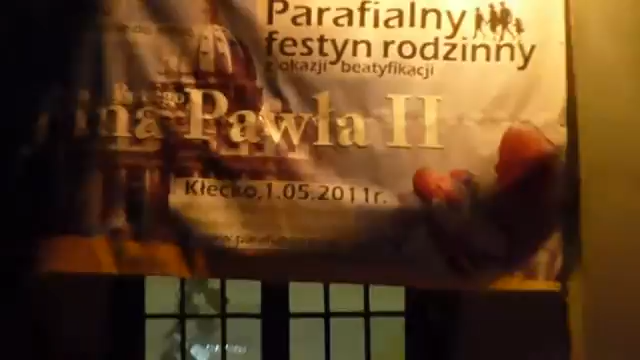 Parafialny
festyn rodzinny
z okazji beatyfikacji
Pawła II
Kłecko, 1.05.2011r.